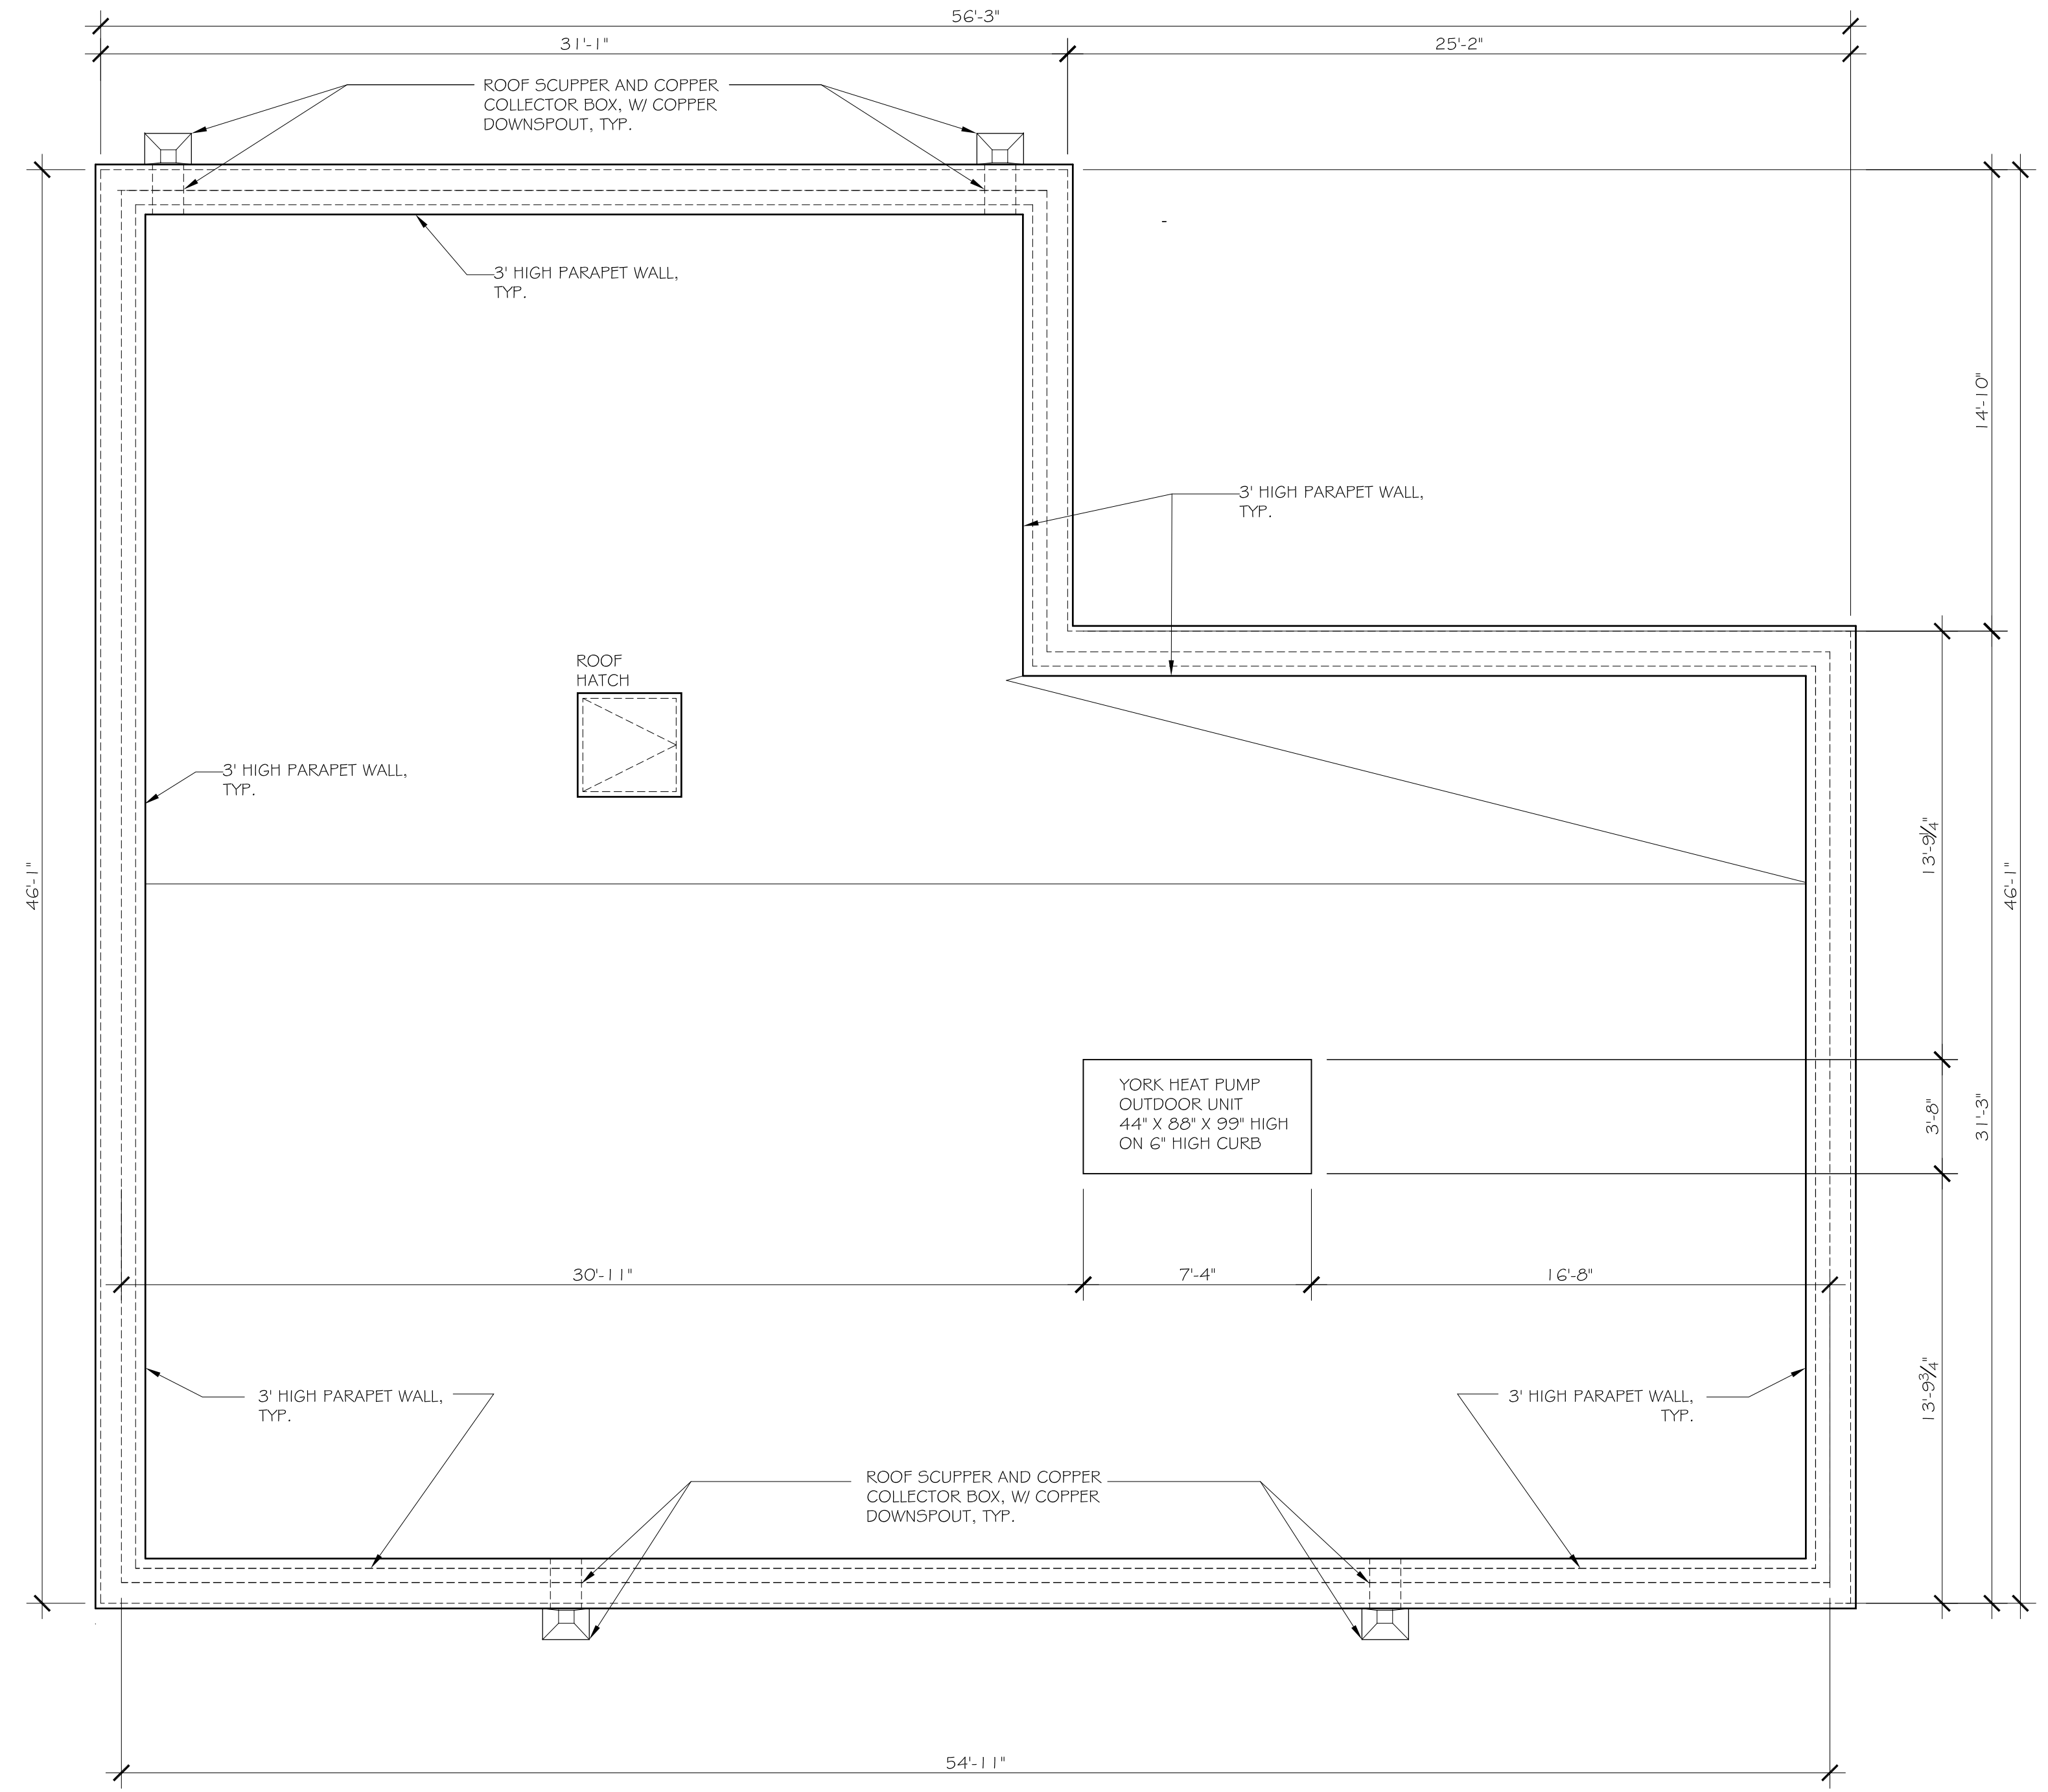 56'-3"
31'-1"
25'-2"
ROOF SCUPPER AND COPPER
COLLECTOR BOX, W/ COPPER
DOWNSPOUT, TYP.
-
3' HIGH PARAPET WALL,
TYP.
14'-10"
3' HIGH PARAPET WALL,
TYP.
ROOF
HATCH
3' HIGH PARAPET WALL,
TYP.
46'-1"
13'-9¼"
46'-1"
YORK HEAT PUMP
OUTDOOR UNIT
44" X 88" X 99" HIGH
ON 6" HIGH CURB
3'-8"
31'-3"
30'-11"
7'-4"
16'-8"
3' HIGH PARAPET WALL,
TYP.
3' HIGH PARAPET WALL,
TYP.
13'-9¾"
ROOF SCUPPER AND COPPER
COLLECTOR BOX, W/ COPPER
DOWNSPOUT, TYP.
54'-11"